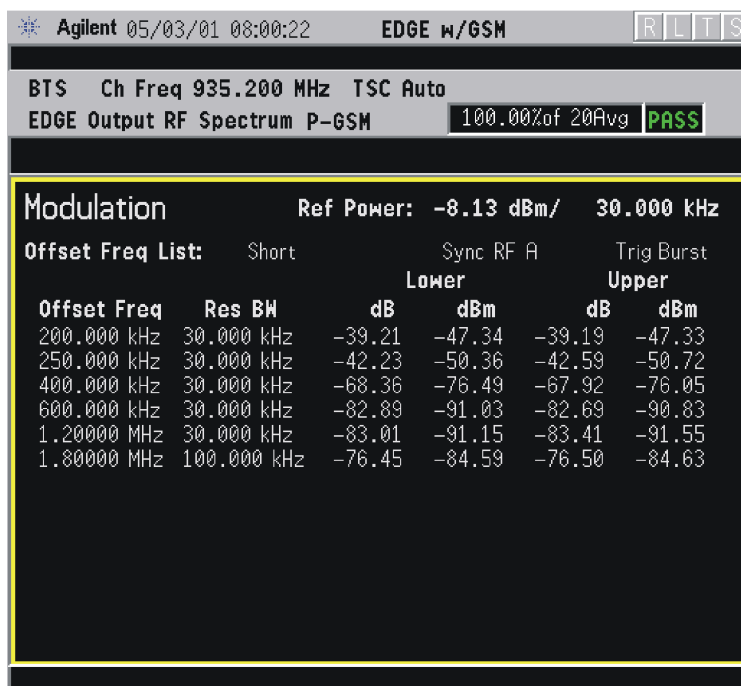 Agilent 05/03/01 08:00:22 EDGE w/GSM R L T S
BTS Ch Freq 935.200 MHz TSC Auto
EDGE Output RF Spectrum P-GSM 100.00%of 20Avg PASS
Modulation Ref Power: -8.13 dBm/ 30.000 kHz
Offset Freq List: Short Sync RF A Trig Burst
Lower Upper
Offset Freq Res BW dB dBm dB dBm
200.000 kHz 30.000 kHz -39.21 -47.34 -39.19 -47.33
250.000 kHz 30.000 kHz -42.23 -50.36 -42.59 -50.72
400.000 kHz 30.000 kHz -68.36 -76.49 -67.92 -76.05
600.000 kHz 30.000 kHz -82.89 -91.03 -82.69 -90.83
1.20000 MHz 30.000 kHz -83.01 -91.15 -83.41 -91.55
1.80000 MHz 100.000 kHz -76.45 -84.59 -76.50 -84.63